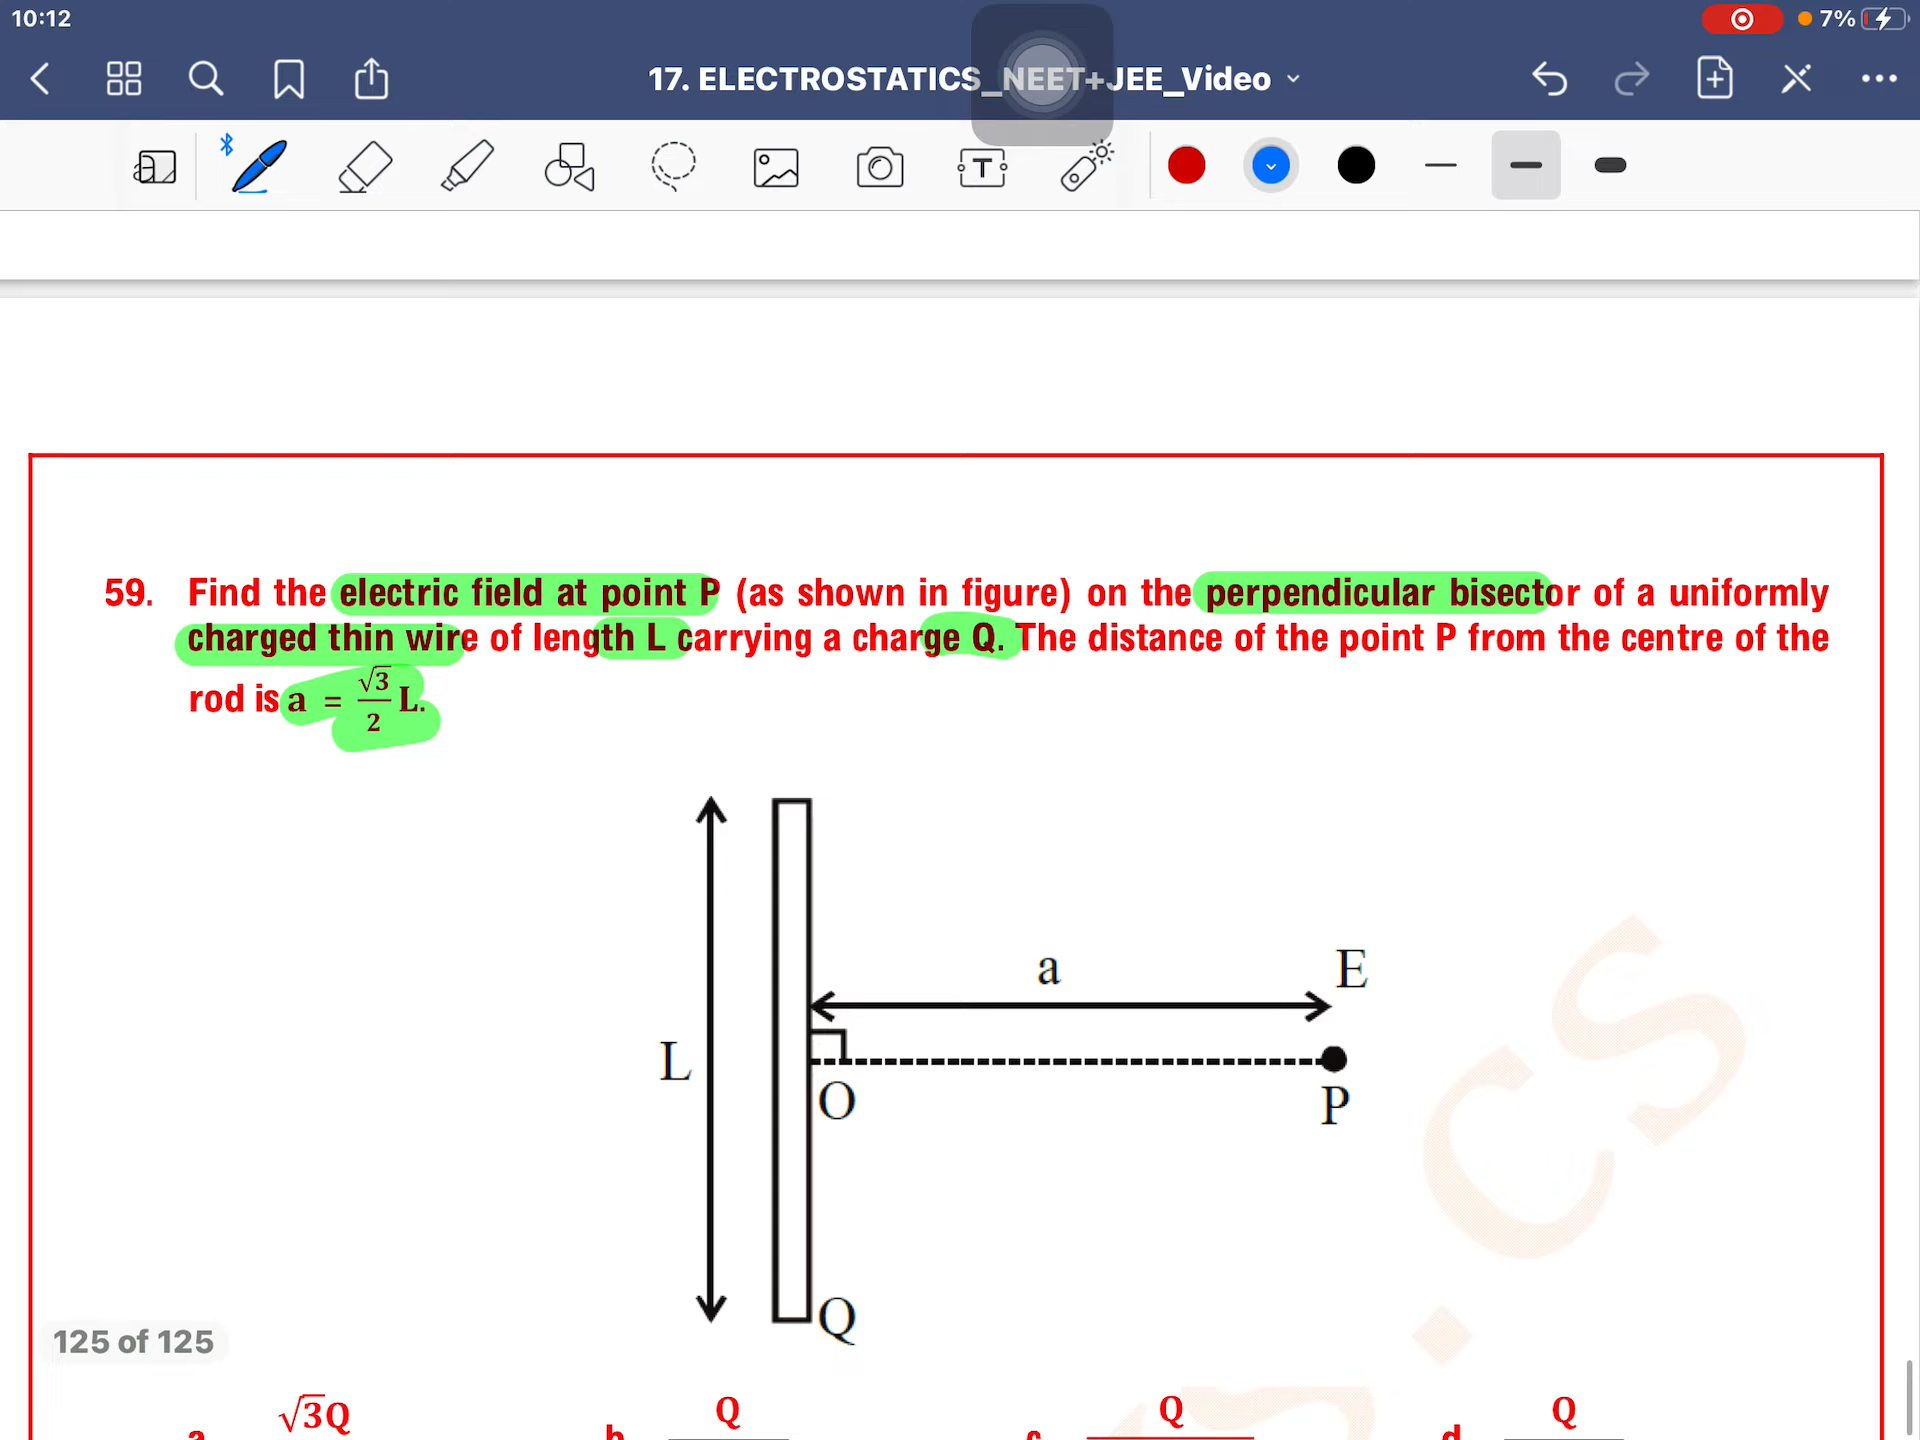 10:12
7%
17. ELECTROSTATICS_NEET+JEE_Video
59. Find the electric field at point P (as shown in figure) on the perpendicular bisector of a uniformly
charged thin wire of length L carrying a charge Q. The distance of the point P from the centre of the
rod is a = √3/2 L.
a
E
L
O
P
Q
125 of 125
√3Q
Q
Q
Q
CS